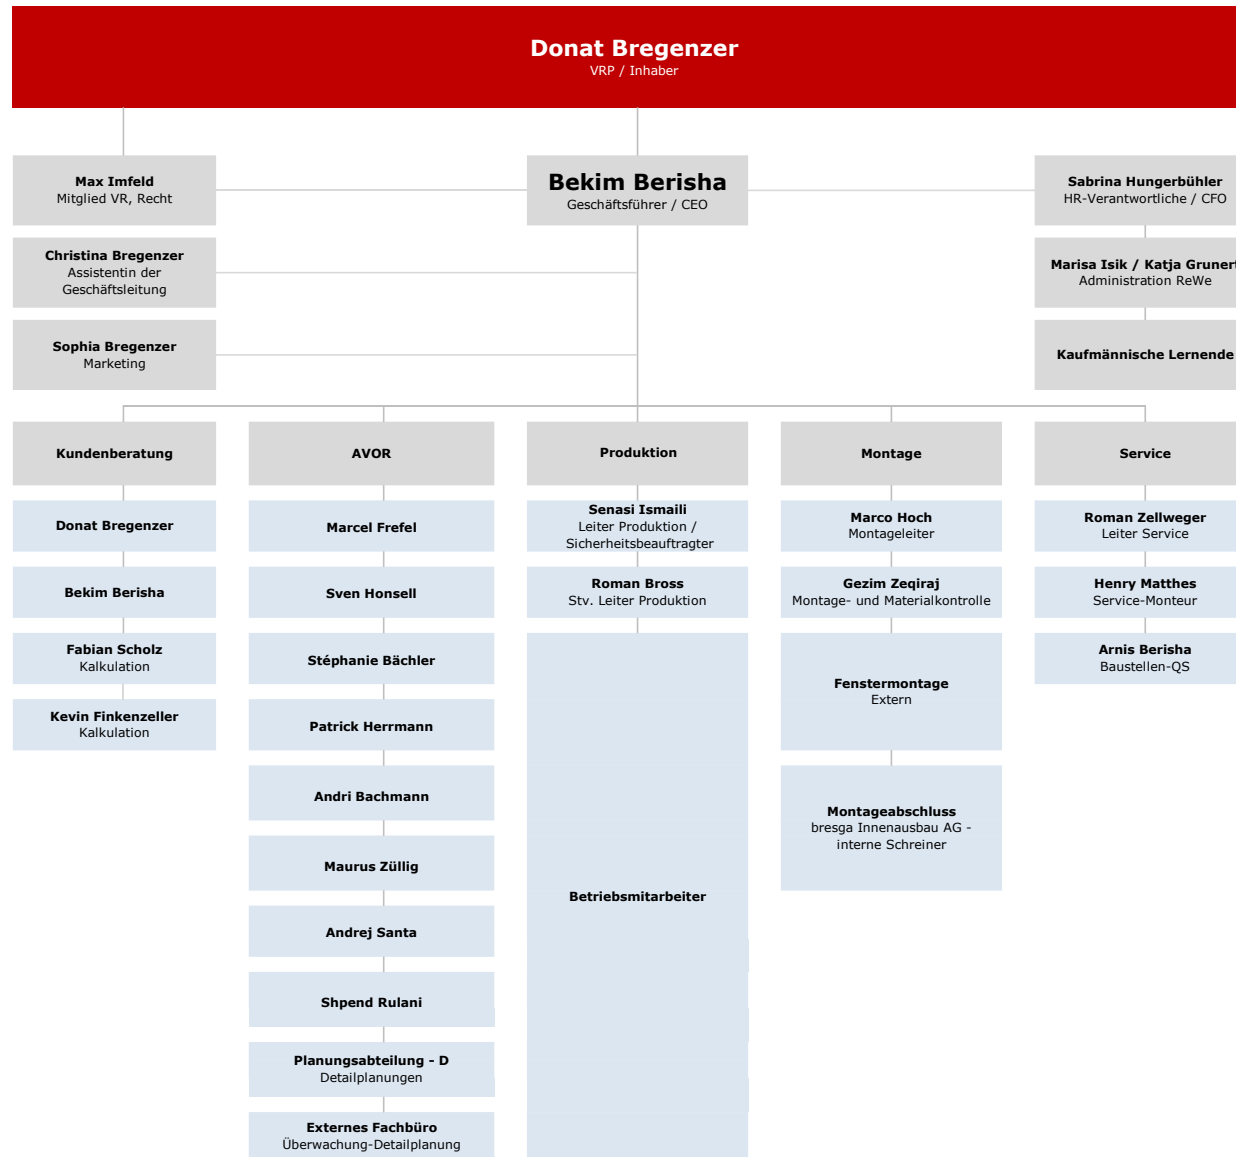 Donat Bregenzer
VRP / Inhaber
Max Imfeld
Mitglied VR, Recht
Bekim Berisha
Geschäftsführer / CEO
Sabrina Hungerbühler
HR-Verantwortliche / CFO
Christina Bregenzer
Assistentin der
Geschäftsleitung
Marisa Isik / Katja Grunert
Administration ReWe
Sophia Bregenzer
Marketing
Kaufmännische Lernende
Kundenberatung
Donat Bregenzer
Bekim Berisha
Fabian Scholz
Kalkulation
Kevin Finkenzeller
Kalkulation
AVOR
Marcel Frefel
Sven Honsell
Stéphanie Bächler
Patrick Herrmann
Andri Bachmann
Maurus Züllig
Andrej Santa
Shpend Rulani
Planungsabteilung - D
Detailplanungen
Externes Fachbüro
Überwachung-Detailplanung
Produktion
Senasi Ismaili
Leiter Produktion /
Sicherheitsbeauftragter
Roman Bross
Stv. Leiter Produktion
Betriebsmitarbeiter
Montage
Marco Hoch
Montageleiter
Gezim Zeqiraj
Montage- und Materialkontrolle
Fenstermontage
Extern
Montageabschluss
bresga Innenausbau AG -
interne Schreiner
Service
Roman Zellweger
Leiter Service
Henry Matthes
Service-Monteur
Arnis Berisha
Baustellen-QS